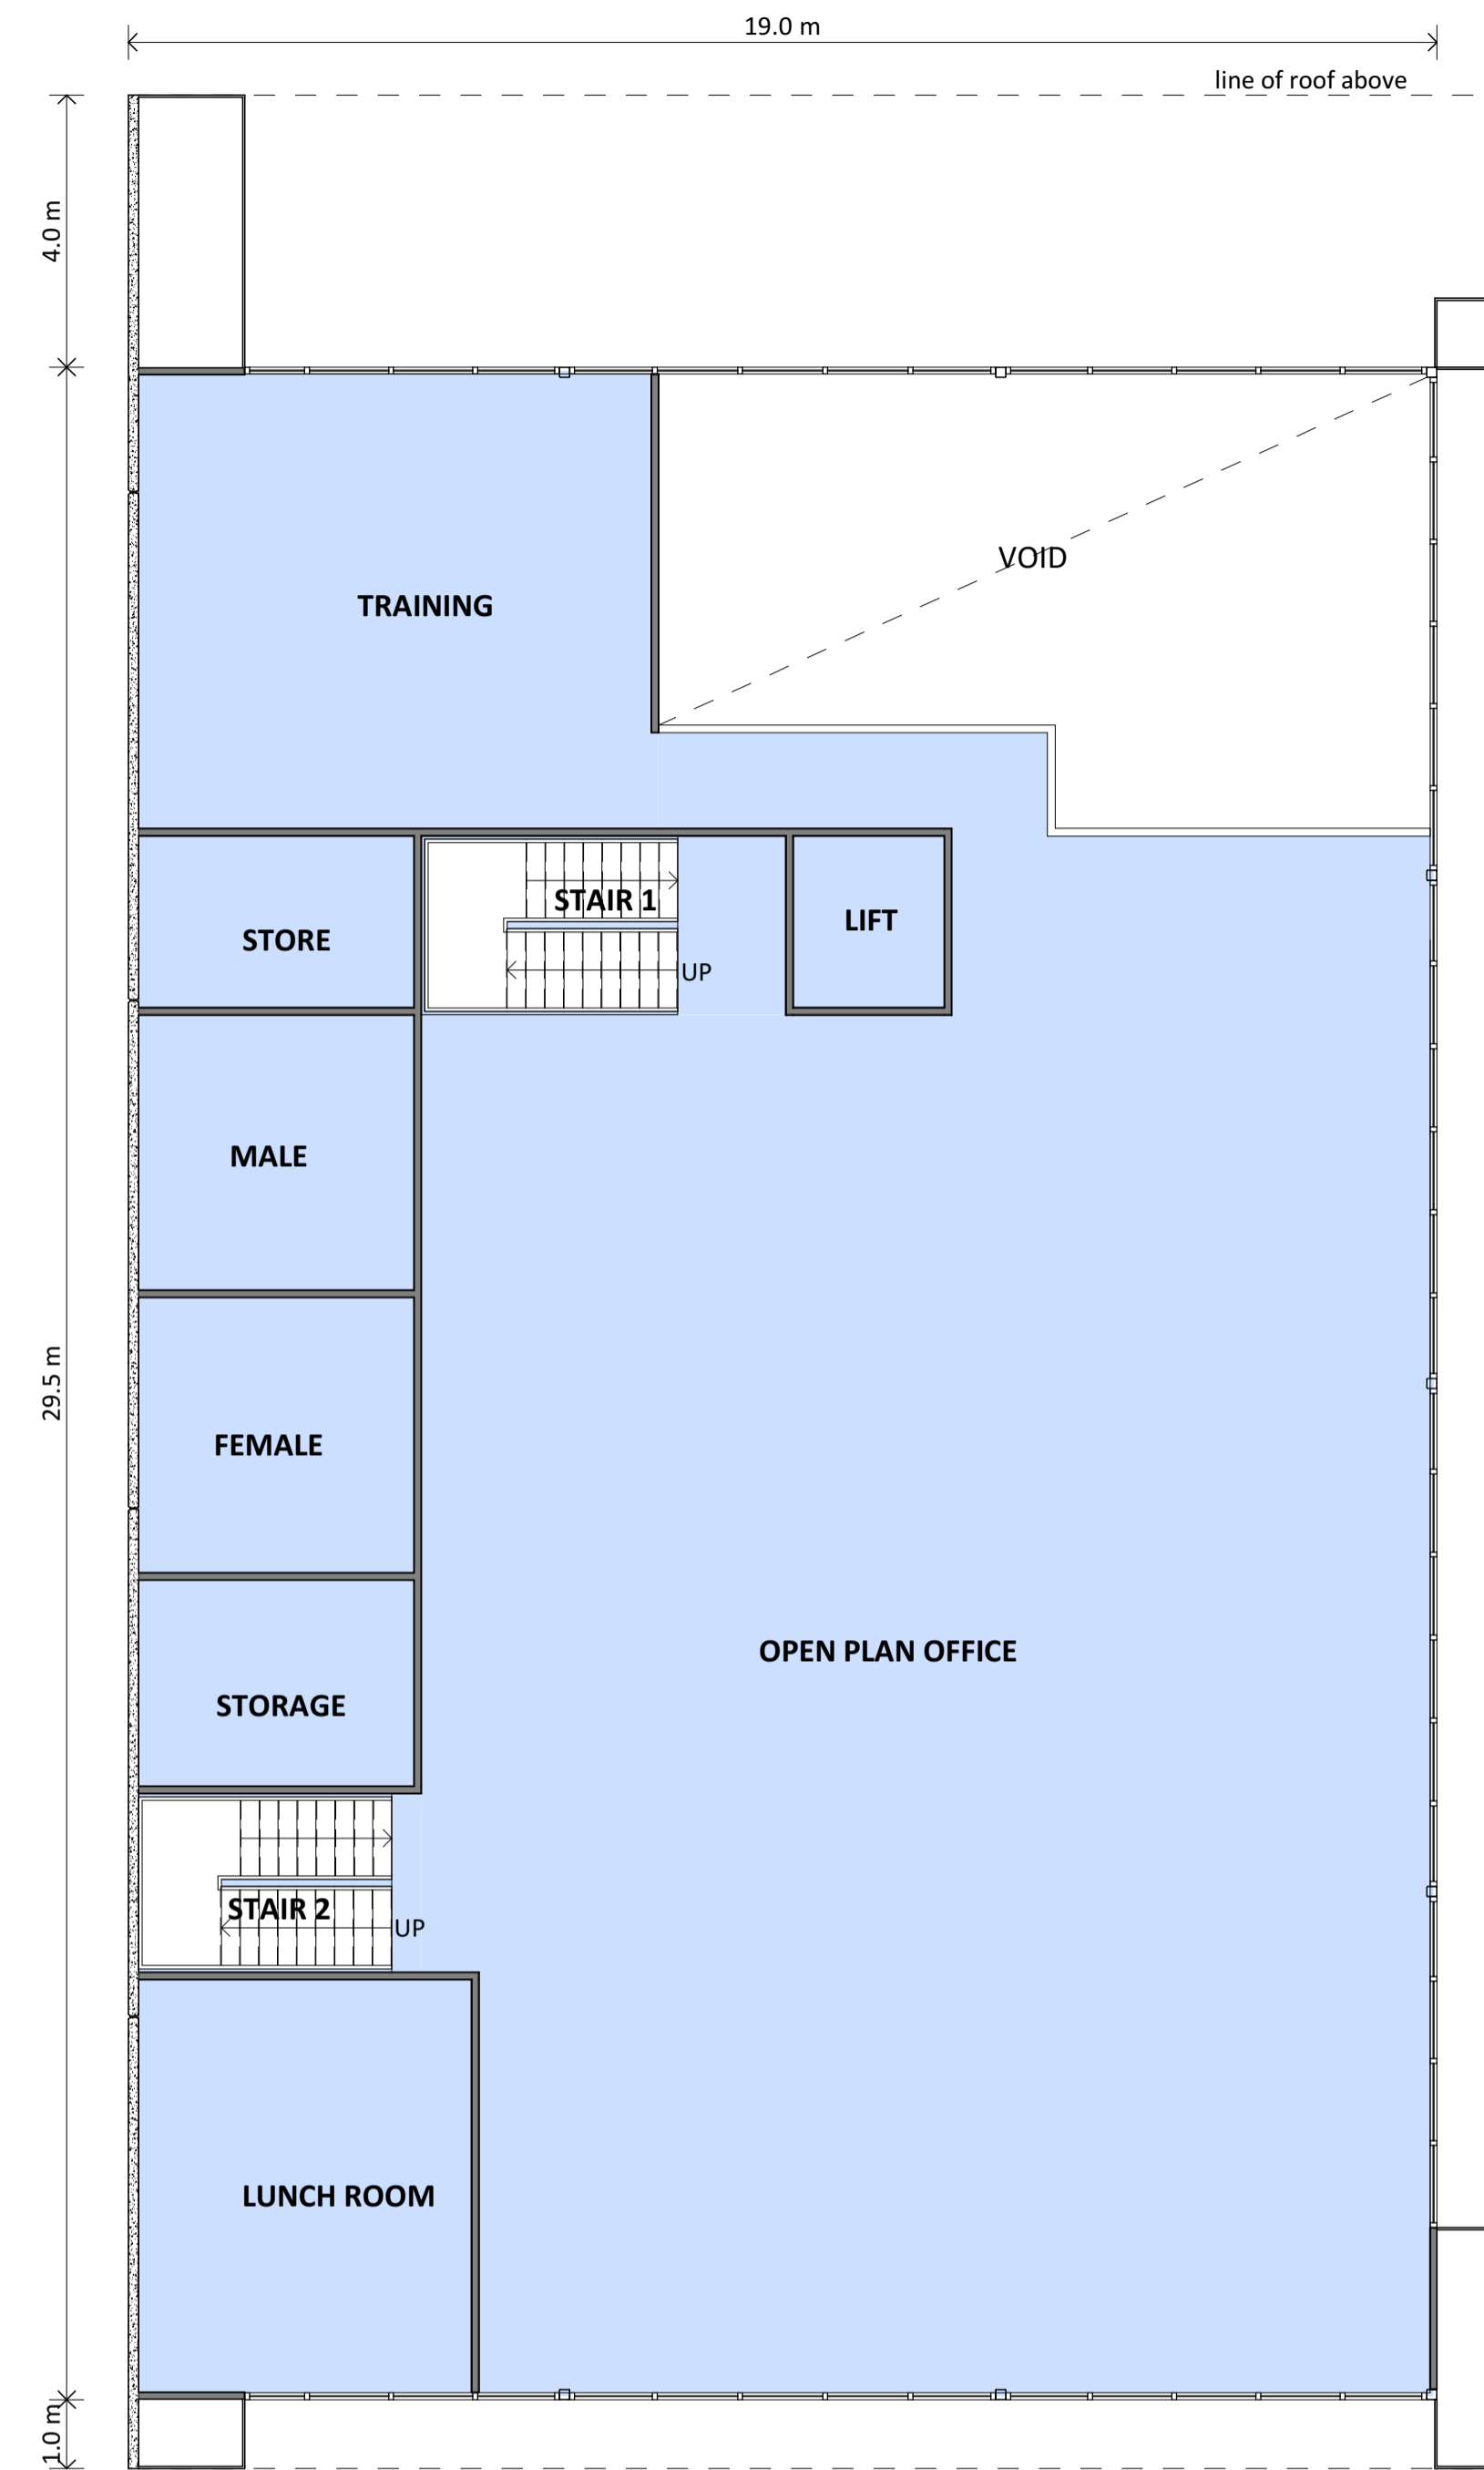 19.0 m
line of roof above
4.0 m
VOID
TRAINING
STAIR 1
LIFT
STORE
UP
MALE
29.5 m
FEMALE
OPEN PLAN OFFICE
STORAGE
STAIR 2
UP
LUNCH ROOM
1.0 m